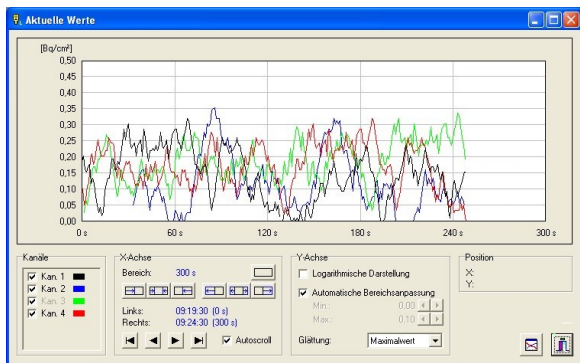 Aktuelle Werte
[Bq/cm²]
0,50
0,45
0,40
0,35
0,30
0,25
0,20
0,15
0,10
0,05
0,00
0 s 60 s 120 s 180 s 240 s 300 s
Kanäle
Kan. 1
Kan. 2
Kan. 3
Kan. 4
X-Achse
Bereich: 300 s
Links: 09:19:30 (0 s)
Rechts: 09:24:30 (300 s)
Autoscroll
Y-Achse
Logarithmische Darstellung
Automatische Bereichsanpassung
Min.: 0.00
Max.: 0.10
Glättung: Maximalwert
Position
X:
Y: